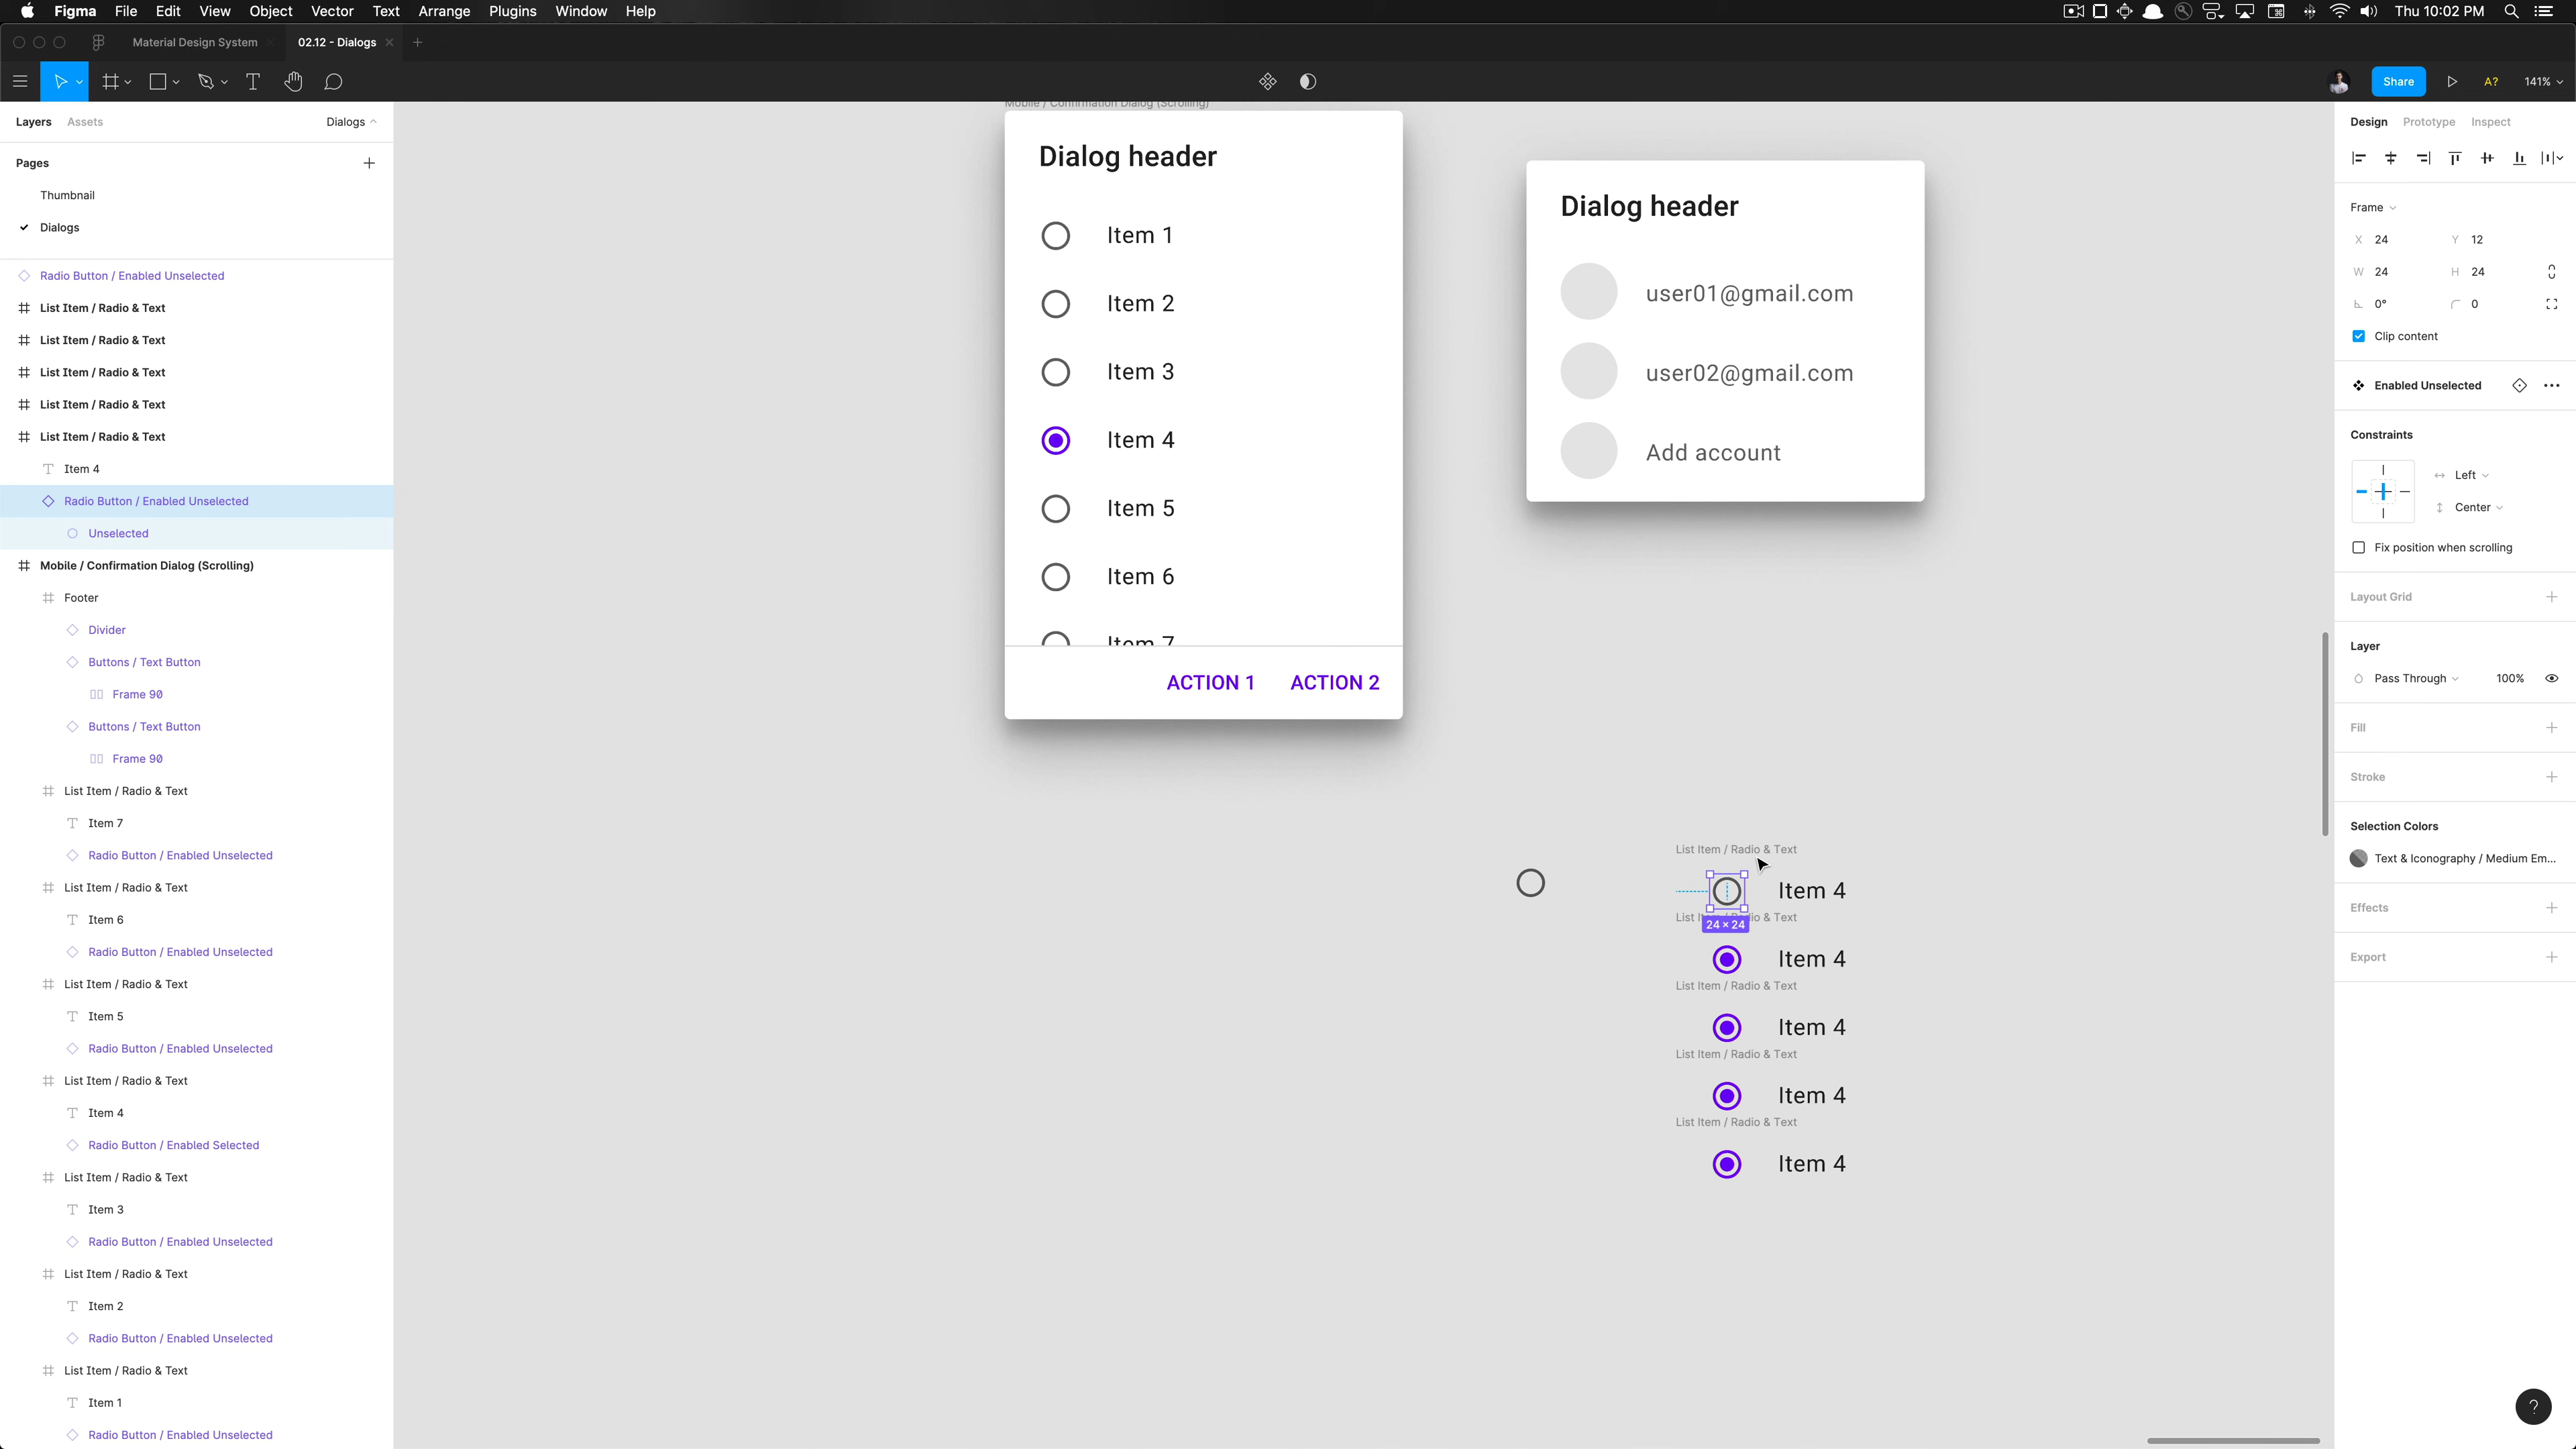 Figma File Edit View Object Vector Text Arrange Plugins Window Help Thu 10:02 PM
Material Design System 02.12 - Dialogs
Share A? 141%
Layers Assets Dialogs
Pages
Thumbnail
Dialogs
Radio Button / Enabled Unselected
List Item / Radio & Text
List Item / Radio & Text
List Item / Radio & Text
List Item / Radio & Text
List Item / Radio & Text
Item 4
Radio Button / Enabled Unselected
Unselected
Mobile / Confirmation Dialog (Scrolling)
Footer
Divider
Buttons / Text Button
Frame 90
Buttons / Text Button
Frame 90
List Item / Radio & Text
Item 7
Radio Button / Enabled Unselected
List Item / Radio & Text
Item 6
Radio Button / Enabled Unselected
List Item / Radio & Text
Item 5
Radio Button / Enabled Unselected
List Item / Radio & Text
Item 4
Radio Button / Enabled Selected
List Item / Radio & Text
Item 3
Radio Button / Enabled Unselected
List Item / Radio & Text
Item 2
Radio Button / Enabled Unselected
List Item / Radio & Text
Item 1
Radio Button / Enabled Unselected
Mobile / Confirmation Dialog (Scrolling)
Dialog header
Item 1
Item 2
Item 3
Item 4
Item 5
Item 6
Item 7
ACTION 1 ACTION 2
Dialog header
user01@gmail.com
user02@gmail.com
Add account
List Item / Radio & Text
Item 4
List Item / Radio & Text
24 × 24
Item 4
List Item / Radio & Text
Item 4
List Item / Radio & Text
Item 4
List Item / Radio & Text
Item 4
Design Prototype Inspect
Frame
X 24 Y 12
W 24 H 24
0° 0
Clip content
Enabled Unselected
Constraints
Left
Center
Fix position when scrolling
Layout Grid
Layer
Pass Through 100%
Fill
Stroke
Selection Colors
Text & Iconography / Medium Em...
Effects
Export
?